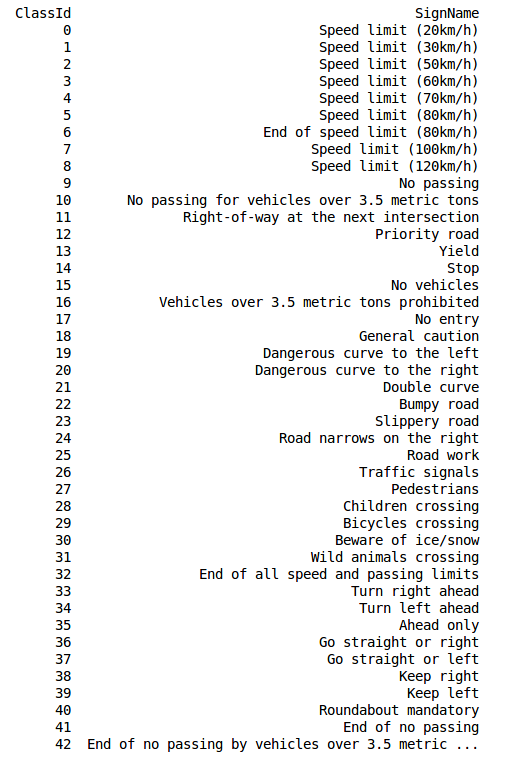 ClassId SignName
0 Speed limit (20km/h)
1 Speed limit (30km/h)
2 Speed limit (50km/h)
3 Speed limit (60km/h)
4 Speed limit (70km/h)
5 Speed limit (80km/h)
6 End of speed limit (80km/h)
7 Speed limit (100km/h)
8 Speed limit (120km/h)
9 No passing
10 No passing for vehicles over 3.5 metric tons
11 Right-of-way at the next intersection
12 Priority road
13 Yield
14 Stop
15 No vehicles
16 Vehicles over 3.5 metric tons prohibited
17 No entry
18 General caution
19 Dangerous curve to the left
20 Dangerous curve to the right
21 Double curve
22 Bumpy road
23 Slippery road
24 Road narrows on the right
25 Road work
26 Traffic signals
27 Pedestrians
28 Children crossing
29 Bicycles crossing
30 Beware of ice/snow
31 Wild animals crossing
32 End of all speed and passing limits
33 Turn right ahead
34 Turn left ahead
35 Ahead only
36 Go straight or right
37 Go straight or left
38 Keep right
39 Keep left
40 Roundabout mandatory
41 End of no passing
42 End of no passing by vehicles over 3.5 metric ...